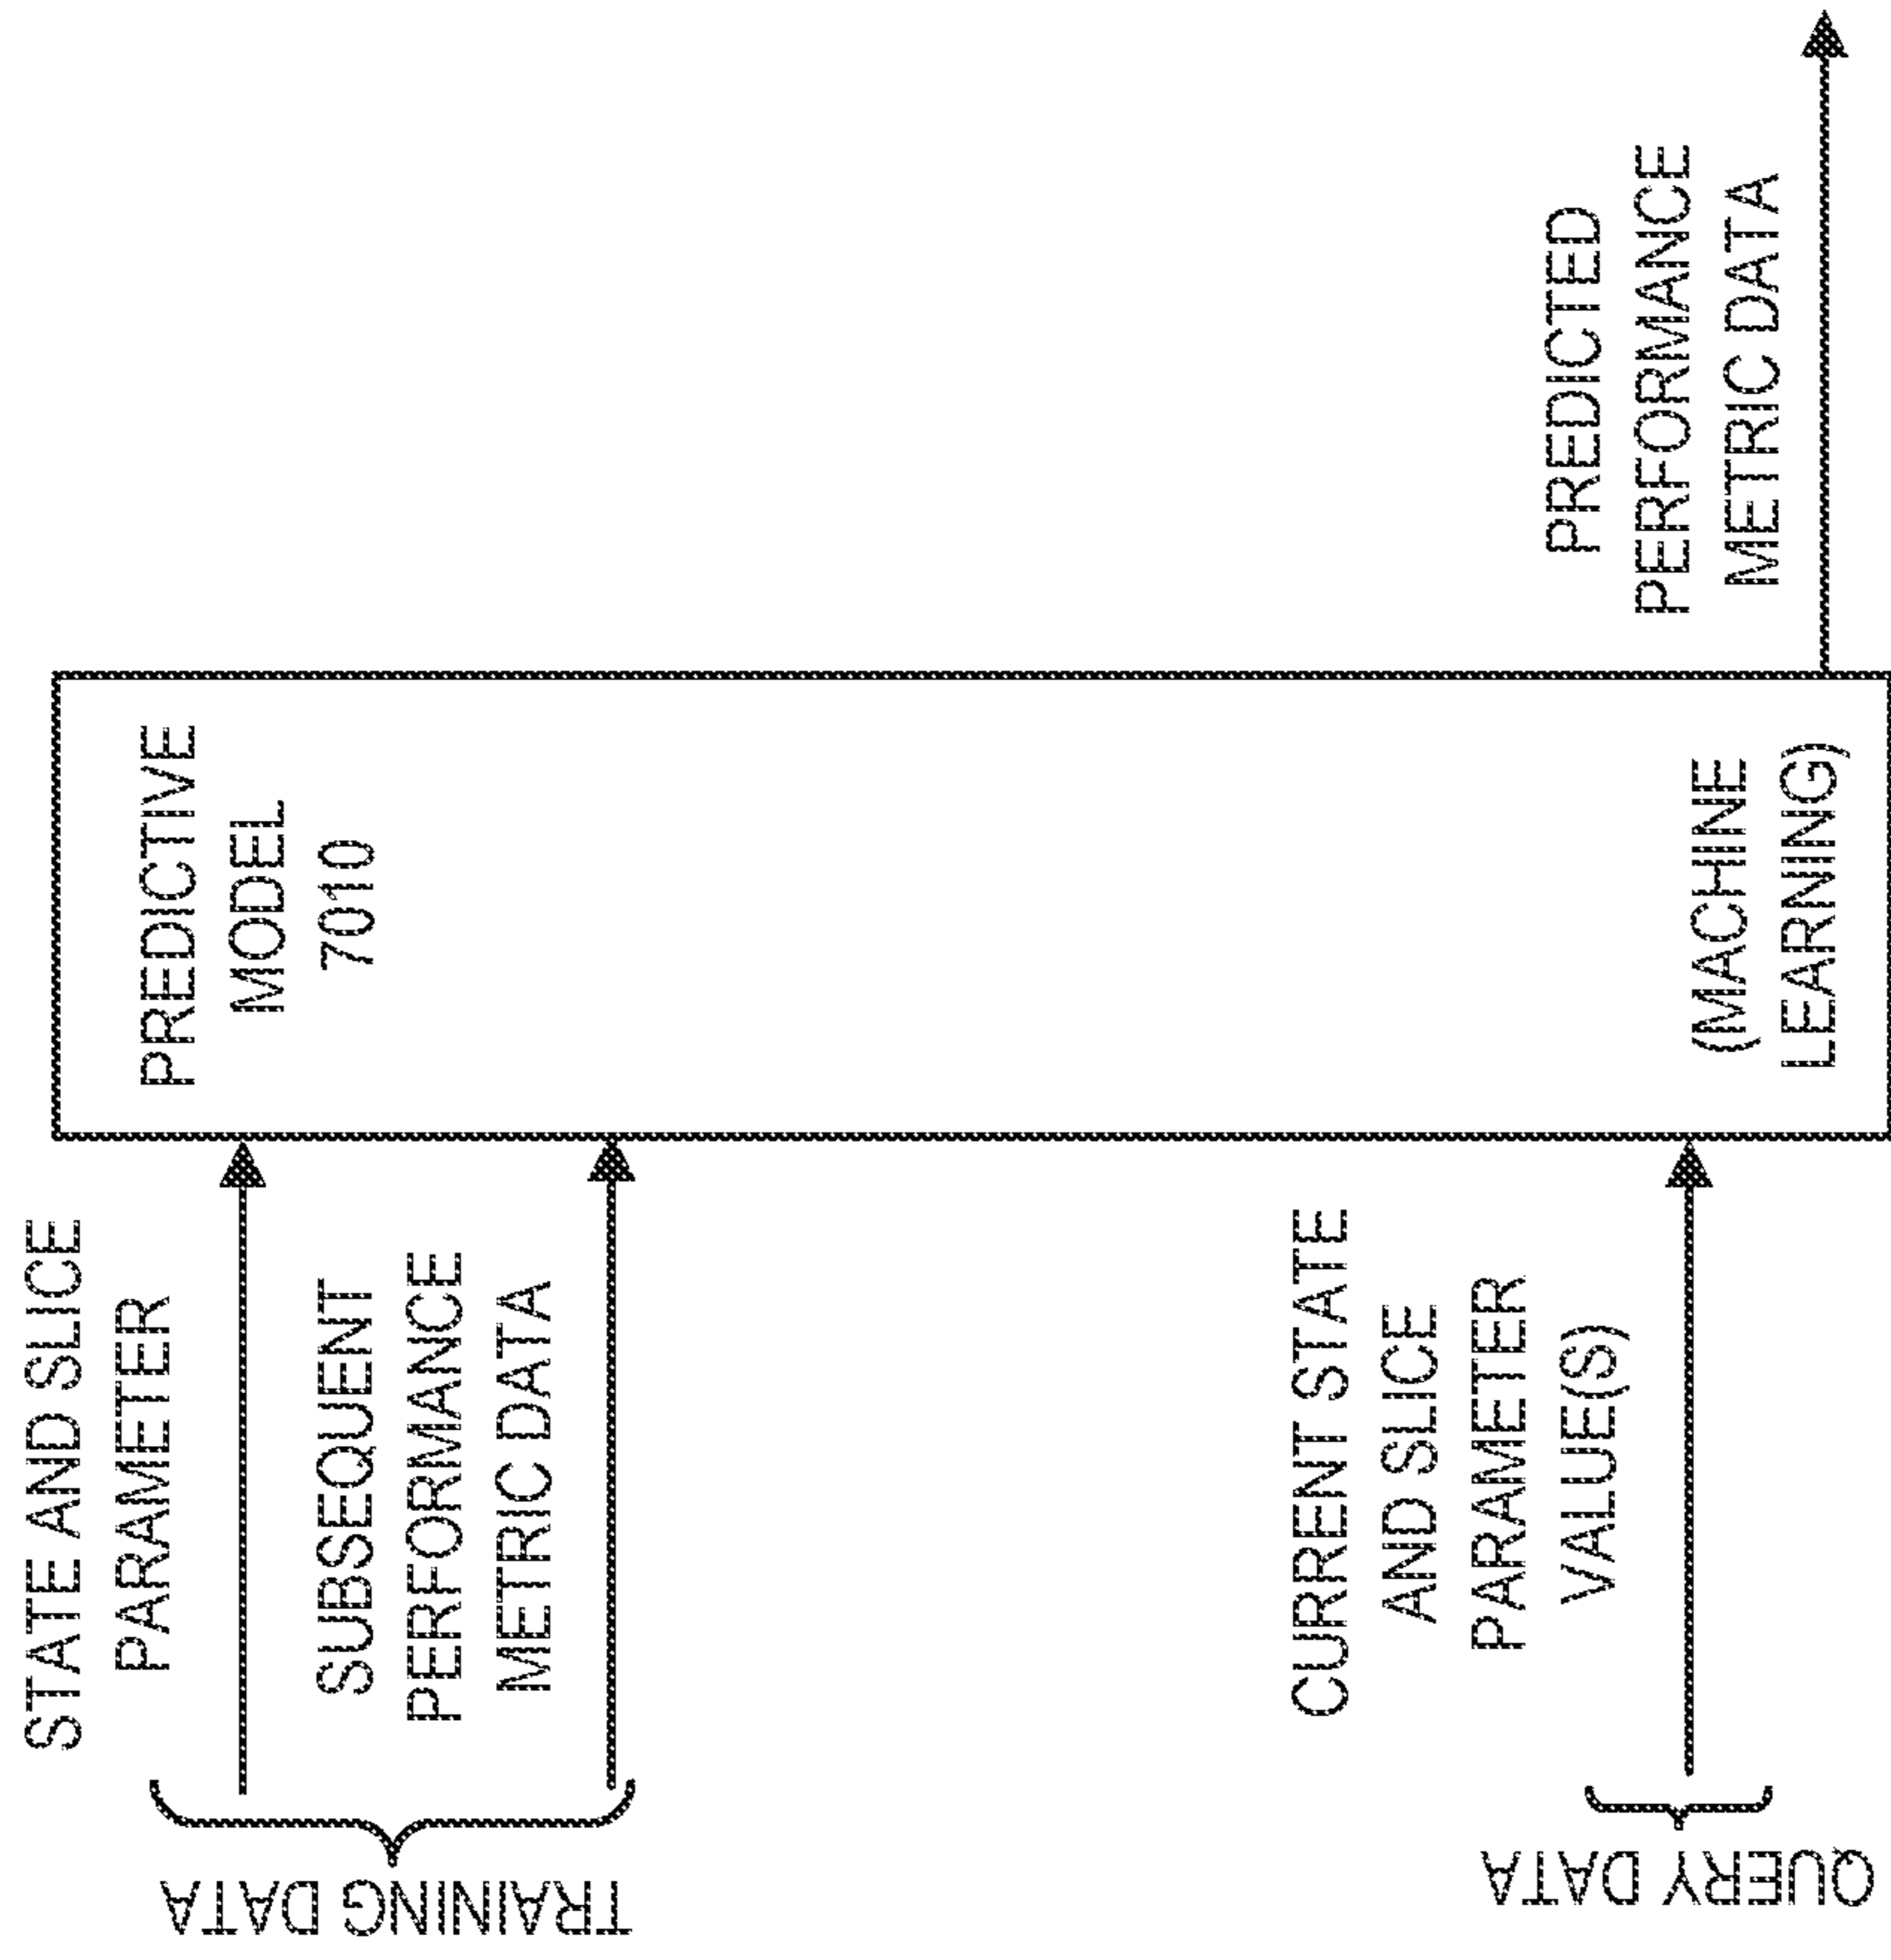 TRAINING DATA
STATE AND SLICE
PARAMETER
SUBSEQUENT
PERFORMANCE
METRIC DATA
QUERY DATA
CURRENT STATE
AND SLICE
PARAMETER
VALUE(S)
PREDICTIVE
MODEL
7010
(MACHINE
LEARNING)
PREDICTED
PERFORMANCE
METRIC DATA